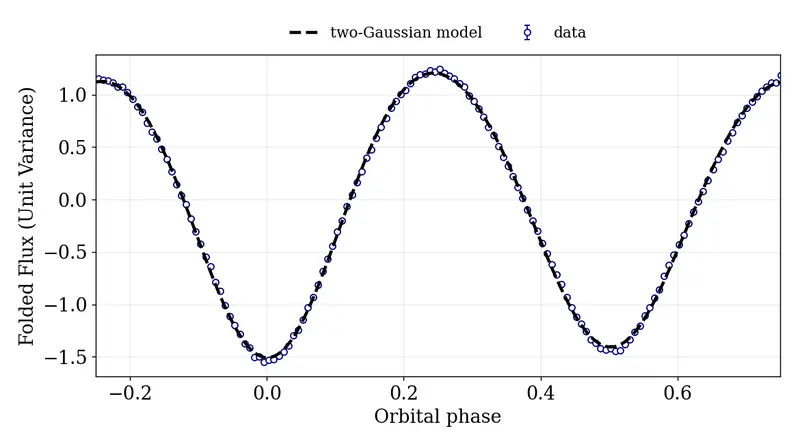 two-Gaussian model
data
Folded Flux (Unit Variance)
1.0
0.5
0.0
−0.5
−1.0
−1.5
−0.2
0.0
0.2
0.4
0.6
Orbital phase